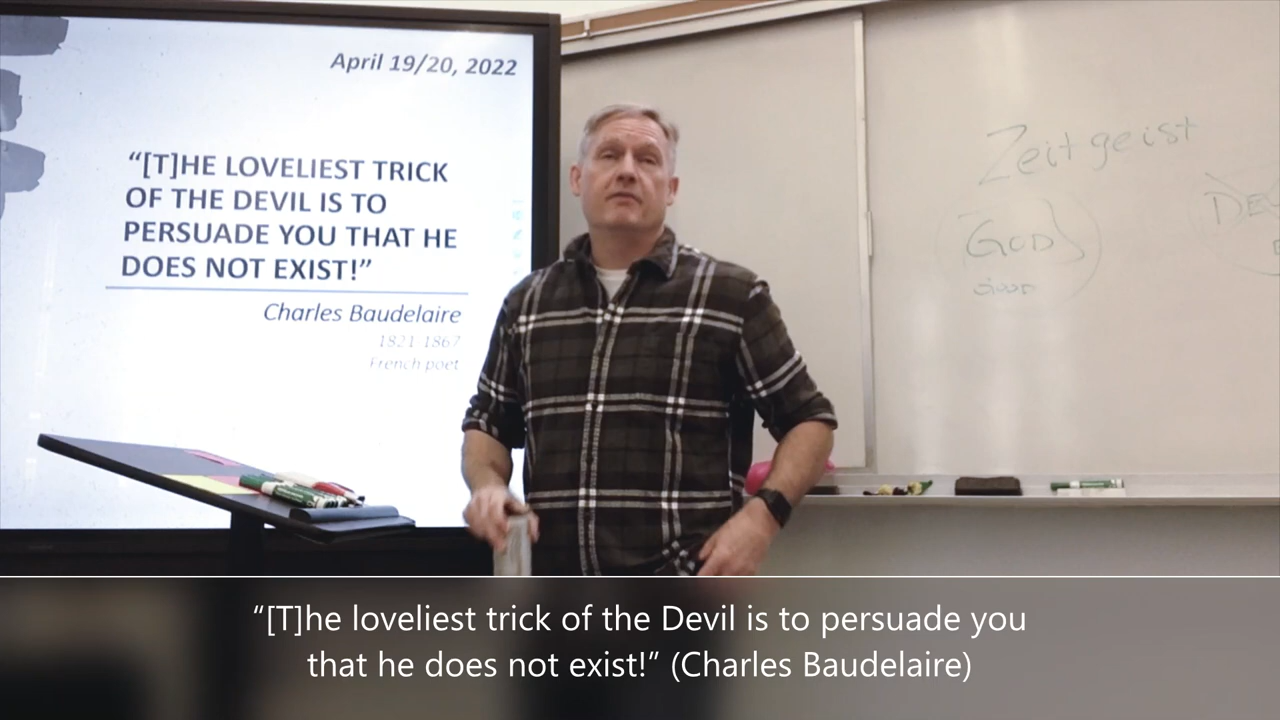 April 19/20, 2022
“[T]HE LOVELIEST TRICK
OF THE DEVIL IS TO
PERSUADE YOU THAT HE
DOES NOT EXIST!”
Charles Baudelaire
1821-1867
French poet
Zeitgeist
GOD
“[T]he loveliest trick of the Devil is to persuade you
that he does not exist!” (Charles Baudelaire)